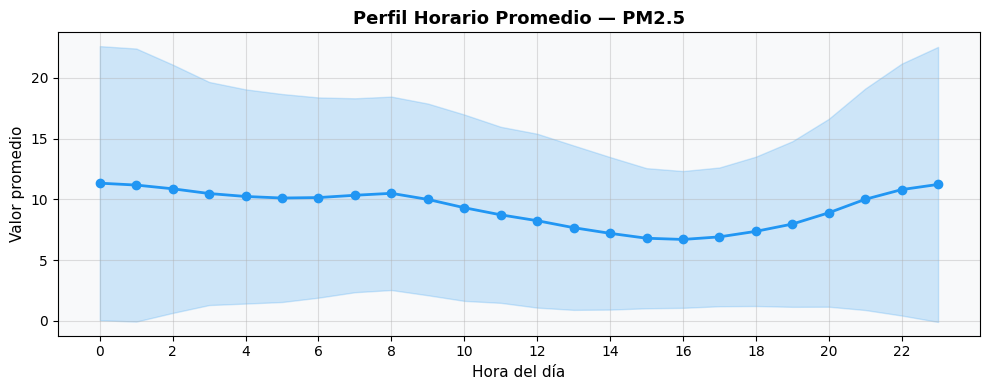 Perfil Horario Promedio — PM2.5
Valor promedio
20
15
10
5
0
0 2 4 6 8 10 12 14 16 18 20 22
Hora del día